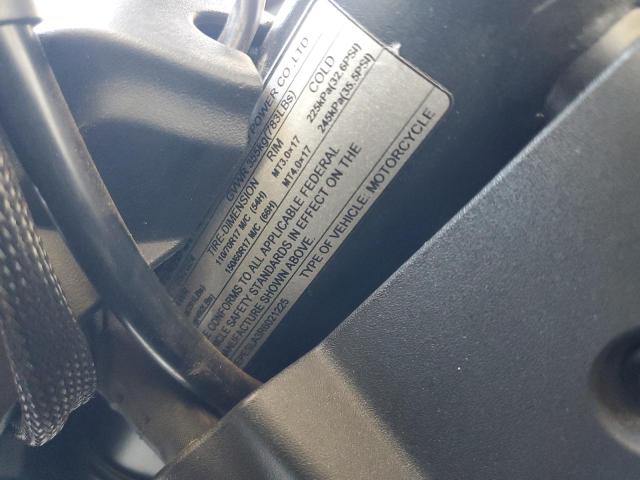 POWER CO.,LTD
GVWR 355kg(783LBs)
TIRE DIMENSION RIM COLD
110/70R17 M/C (54H) MT3.0×17 225kPa(32.6PSI)
150/60R17 M/C (66H) MT4.0×17 245kPa(35.5PSI)
CONFORMS TO ALL APPLICABLE FEDERAL
VEHICLE SAFETY STANDARDS IN EFFECT ON THE
MANUFACTURE SHOWN ABOVE.
TYPE OF VEHICLE: MOTORCYCLE